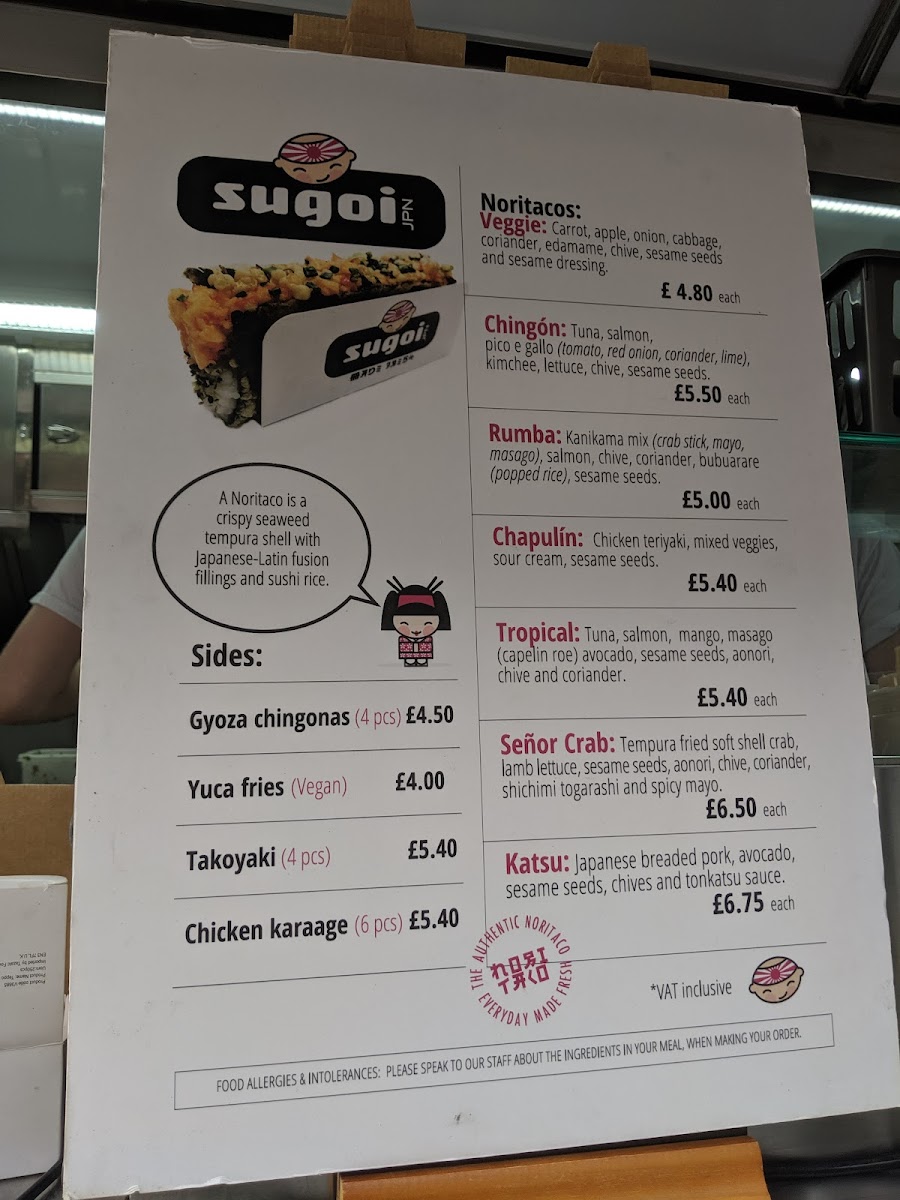 sugoi JPN
sugoi JPN
MADE FRESH
A Noritaco is a
crispy seaweed
tempura shell with
Japanese-Latin fusion
fillings and sushi rice.
Sides:
Gyoza chingonas (4 pcs) £4.50
Yuca fries (Vegan) £4.00
Takoyaki (4 pcs) £5.40
Chicken karaage (6 pcs) £5.40
Noritacos:
Veggie: Carrot, apple, onion, cabbage,
coriander, edamame, chive, sesame seeds
and sesame dressing.
£ 4.80 each
Chingón: Tuna, salmon,
pico e gallo (tomato, red onion, coriander, lime),
kimchee, lettuce, chive, sesame seeds.
£5.50 each
Rumba: Kanikama mix (crab stick, mayo,
masago), salmon, chive, coriander, bubuarare
(popped rice), sesame seeds.
£5.00 each
Chapulín: Chicken teriyaki, mixed veggies,
sour cream, sesame seeds.
£5.40 each
Tropical: Tuna, salmon, mango, masago
(capelin roe) avocado, sesame seeds, aonori,
chive and coriander.
£5.40 each
Señor Crab: Tempura fried soft shell crab,
lamb lettuce, sesame seeds, aonori, chive, coriander,
shichimi togarashi and spicy mayo.
£6.50 each
Katsu: Japanese breaded pork, avocado,
sesame seeds, chives and tonkatsu sauce.
£6.75 each
THE AUTHENTIC NORITACO
NORI
TACO
EVERYDAY MADE FRESH
*VAT inclusive
FOOD ALLERGIES & INTOLERANCES: PLEASE SPEAK TO OUR STAFF ABOUT THE INGREDIENTS IN YOUR MEAL, WHEN MAKING YOUR ORDER.